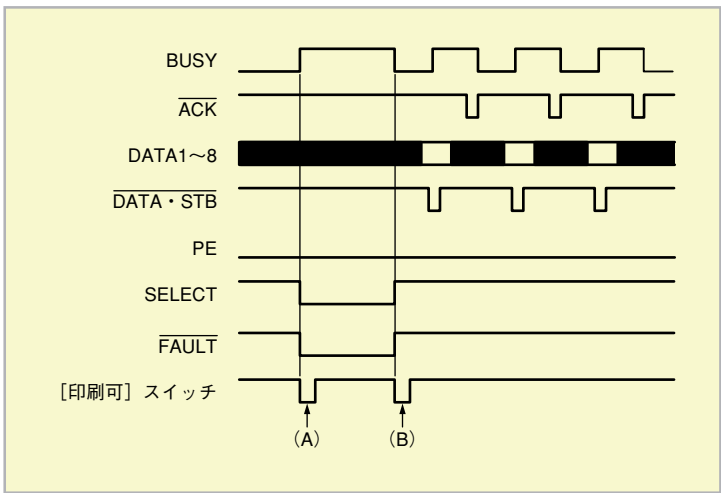 BUSY
ACK
DATA1～8
DATA・STB
PE
SELECT
FAULT
［印刷可］スイッチ
（A） （B）